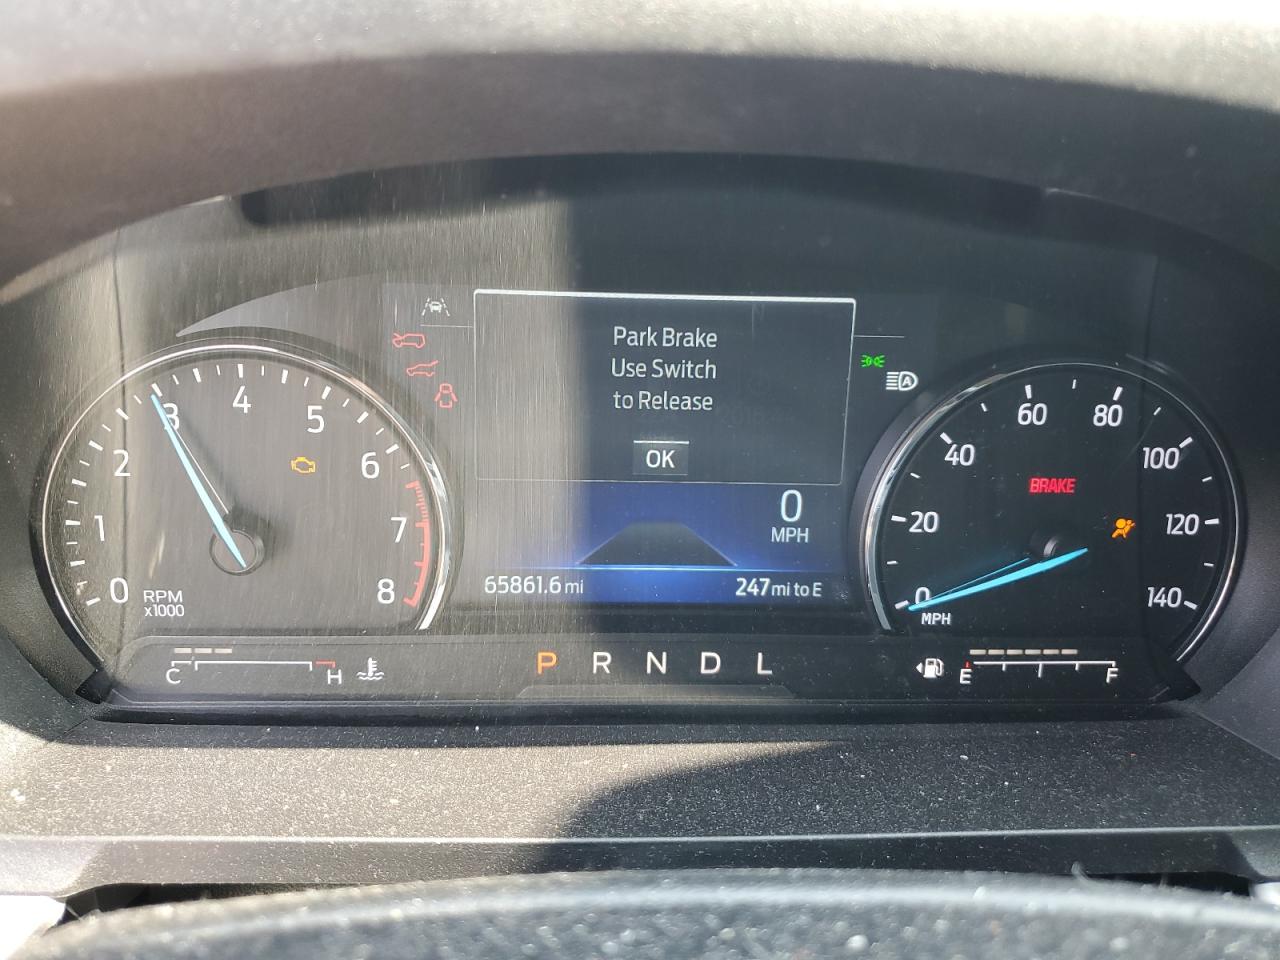 Park Brake
Use Switch
to Release
OK
0
MPH
65861.6 mi
247 mi to E
0
1
2
3
4
5
6
7
8
RPM
x1000
0
20
40
60
80
100
120
140
MPH
BRAKE
A
C
H
P R N D L
E
F